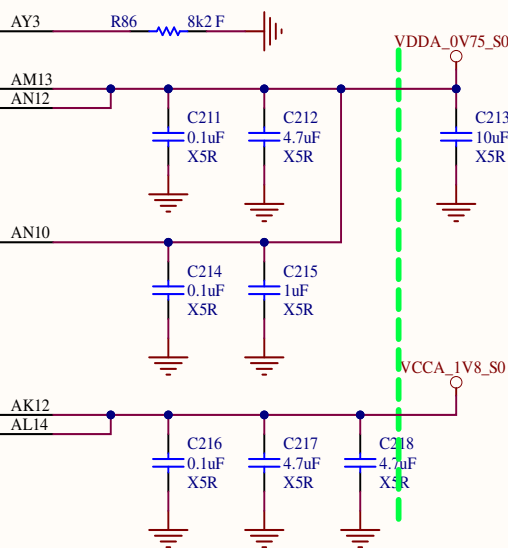 AY3
R86
8k2 F
VDDA_0V75_S0
AM13
AN12
C211
0.1uF
X5R
C212
4.7uF
X5R
C213
10uF
X5R
AN10
C214
0.1uF
X5R
C215
1uF
X5R
VCCA_1V8_S0
AK12
AL14
C216
0.1uF
X5R
C217
4.7uF
X5R
C218
4.7uF
X5R